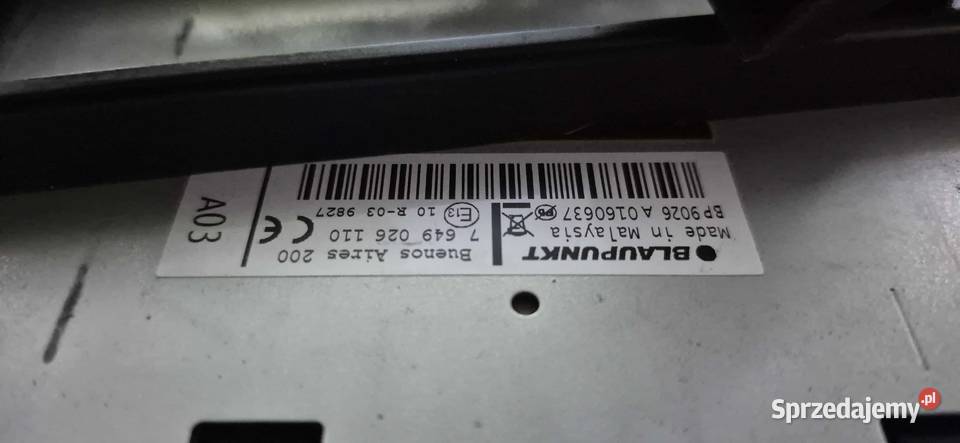 BLAUPUNKT
Made in Malaysia
BP9026 A 0160637
Pb
Buenos Aires 200
7 649 026 110
E13 10 R-03 9827
CE
A03
Sprzedajemy.pl